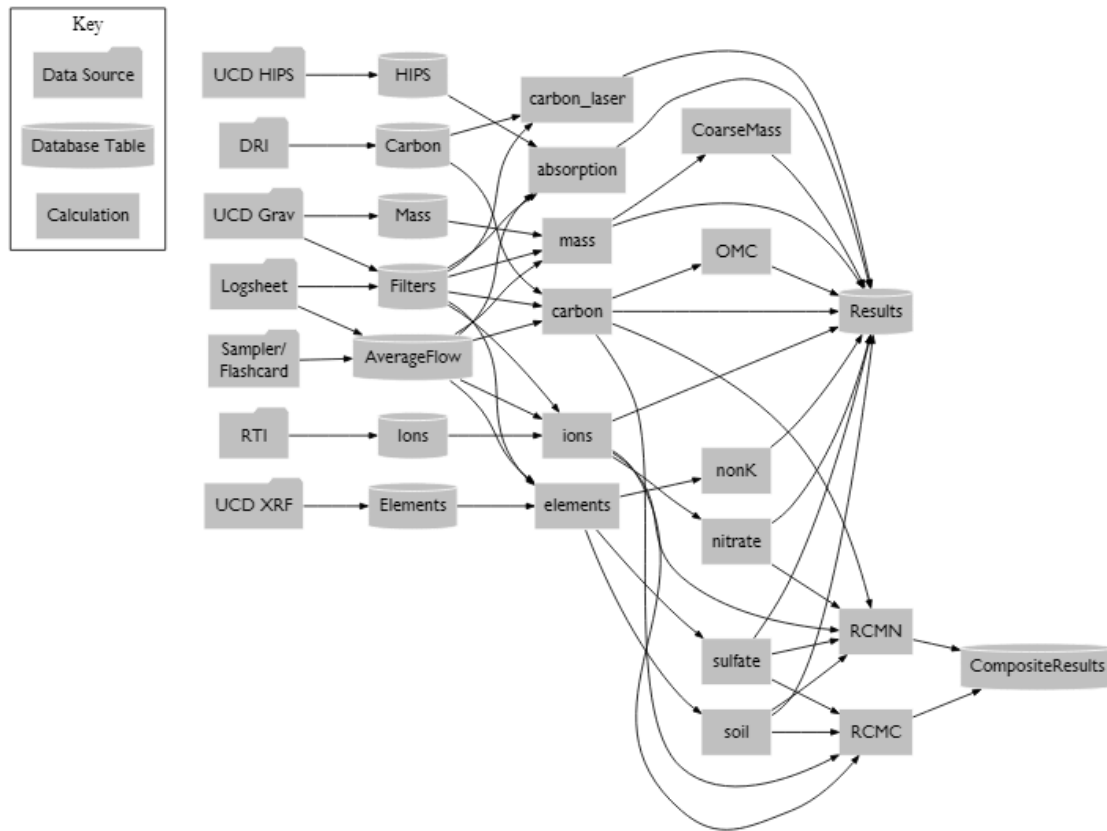 Key
Data Source
Database Table
Calculation
UCD HIPS
DRI
UCD Grav
Logsheet
Sampler/
Flashcard
RTI
UCD XRF
HIPS
Carbon
Mass
Filters
AverageFlow
Ions
Elements
carbon_laser
absorption
mass
carbon
ions
elements
CoarseMass
OMC
nonK
nitrate
sulfate
soil
Results
RCMN
RCMC
CompositeResults